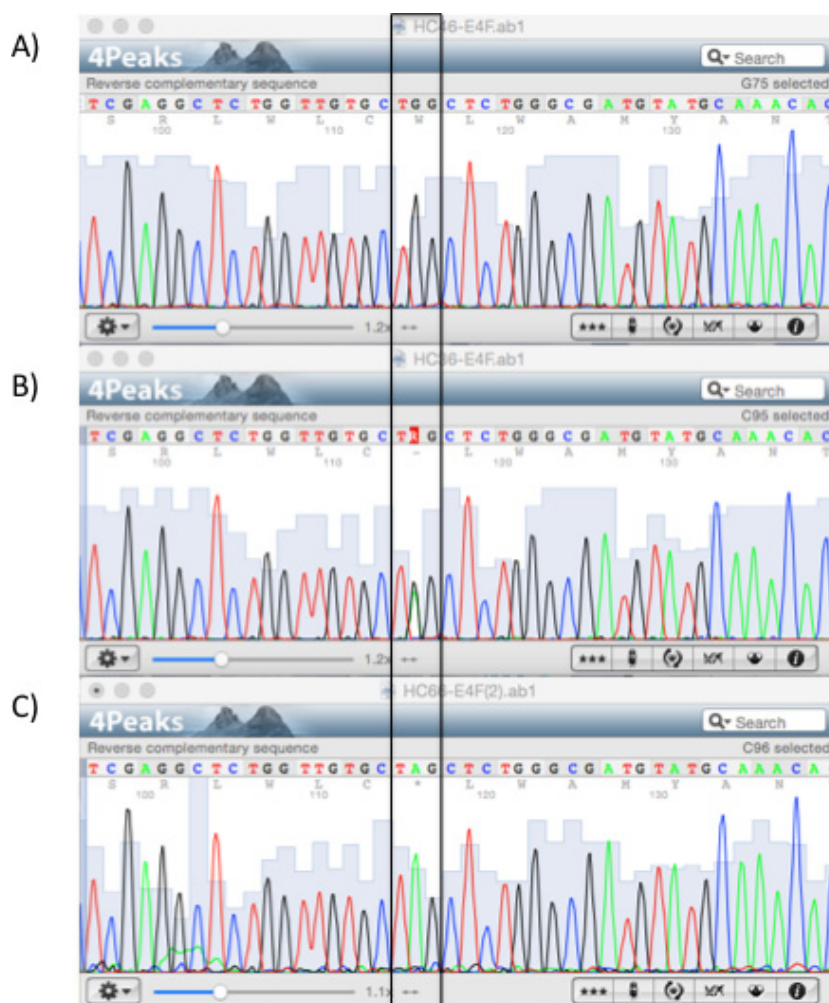 A)
HC46-E4F.ab1
4Peaks
Search
Reverse complementary sequence G75 selected
T C G A G G C T C T G G T T G T G C T G G C T C T G G G C G A T G T A T G C A A A C A G
S R L W L C W L W A M Y A N T
100 110 120 130
1.2x
B)
HC36-E4F.ab1
4Peaks
Search
Reverse complementary sequence C95 selected
T C G A G G C T C T G G T T G T G C T R G C T C T G G G C G A T G T A T G C A A A C A C
S R L W L C - L W A M Y A N T
100 110 120 130
1.2x
C)
HC66-E4F(2).ab1
4Peaks
Search
Reverse complementary sequence C96 selected
T C G A G G C T C T G G T T G T G C T A G C T C T G G G C G A T G T A T G C A A A C A
S R L W L C * L W A M Y A N
100 110 120 130
1.1x